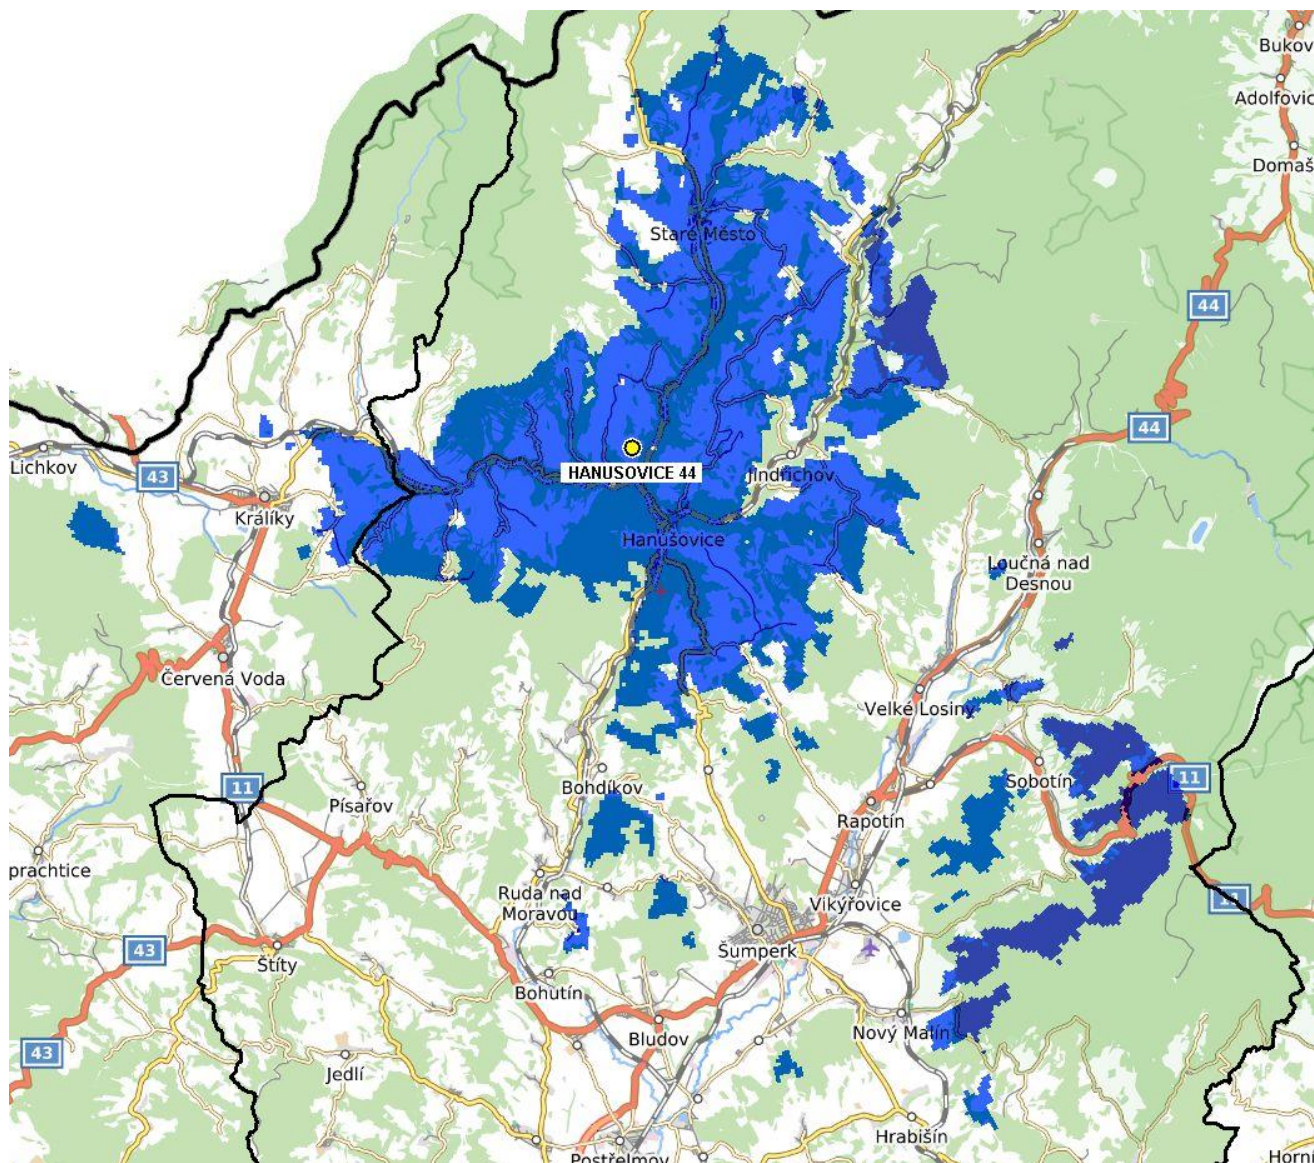 Bukov
Adolfovic
Domaš
Staré Město
44
44
HANUSOVICE 44
Lichkov
43
Jindřichov
Králíky
Hanušovice
Loučná nad
Desnou
Červená Voda
Velké Losiny
11
11
Sobotín
Bohdíkov
Písařov
Rapotín
prachtice
Ruda nad
Moravou
Vikýřovice
11
Šumperk
43
Štíty
Bohutín
Nový Malín
Bludov
43
Jedlí
Hrabišín
Postřelmov
Horn